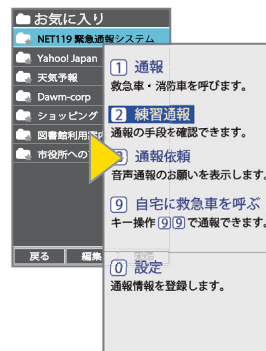 お気に入り
NET119 緊急通報システム
Yahoo! Japan
天気予報
Dawm-corp
ショッピング
図書館利用案内
市役所への
戻る 編集
1 通報
救急車・消防車を呼びます。
2 練習通報
通報の手段を確認できます。
3 通報依頼
音声通報のお願いを表示します。
9 自宅に救急車を呼ぶ
キー操作99で通報できます。
0 設定
通報情報を登録します。